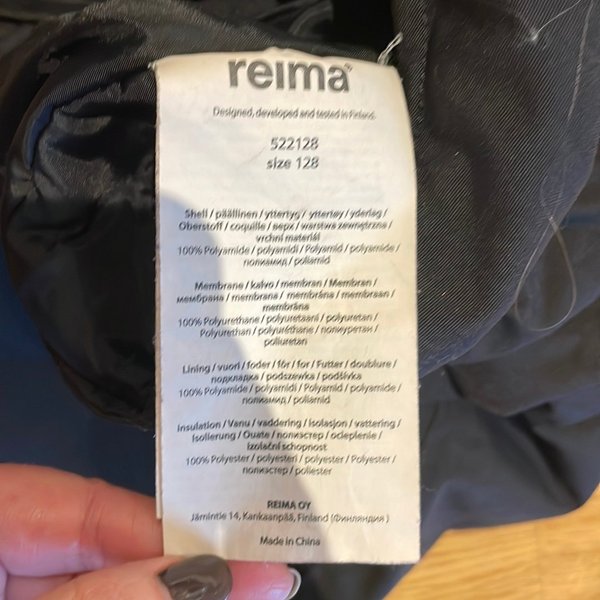 reima
Designed, developed and tested in Finland.
522128
size 128
Shell / päällinen / yttertyg / yttertøy / yderlag /
Oberstoff / coquille / верх / warstwa zewnętrzna /
vrchní materiál
100% Polyamide / polyamidi / Polyamid / polyamide /
полиамид / poliamid
Membrane / kalvo / membran / Membran /
мембрана / membrana / membrána / membraan /
membrāna
100% Polyurethane / polyuretaani / polyuretan /
Polyurethan / polyuréthane / полиуретан /
poliuretan
Lining / vuori / foder / fôr / for / Futter / doublure /
подкладка / podszewka / podšívka
100% Polyamide / polyamidi / Polyamid / polyamide /
полиамид / poliamid
Insulation / Vanu / vaddering / Isolasjon / vattering /
Isolierung / Ouate / полиэстер / ocieplenie /
Izolační schopnost
100% Polyester / polyesteri / polyester / Polyester /
полиэстер / poliester
REIMA OY
Jämintie 14, Kankaanpää, Finland (Финляндия)
Made in China